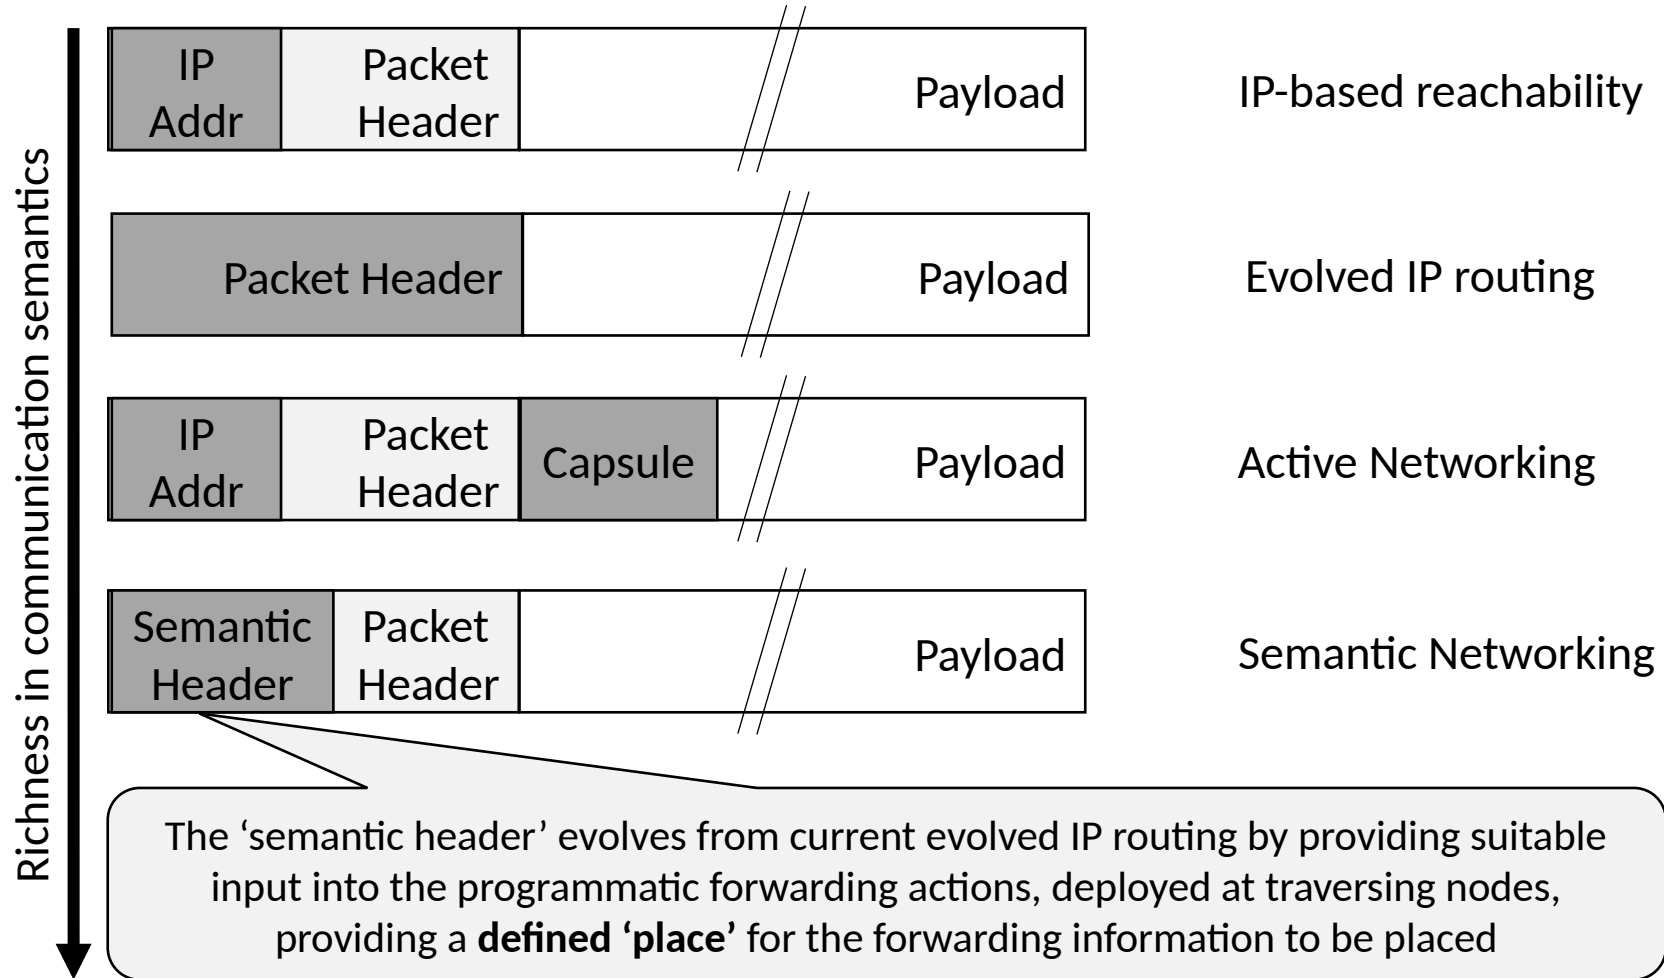 Richness in communication semantics
IP
Addr
Packet
Header
Payload
IP-based reachability
Packet Header
Payload
Evolved IP routing
IP
Addr
Packet
Header
Capsule
Payload
Active Networking
Semantic
Header
Packet
Header
Payload
Semantic Networking
The ‘semantic header’ evolves from current evolved IP routing by providing suitable
input into the programmatic forwarding actions, deployed at traversing nodes,
providing a defined ‘place’ for the forwarding information to be placed